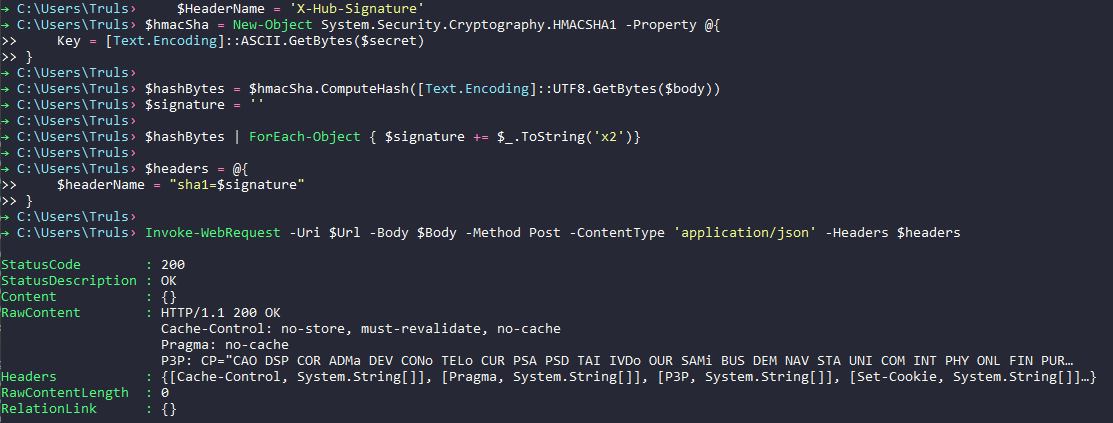 → C:\Users\Truls>     $HeaderName = 'X-Hub-Signature'
→ C:\Users\Truls> $hmacSha = New-Object System.Security.Cryptography.HMACSHA1 -Property @{
>>     Key = [Text.Encoding]::ASCII.GetBytes($secret)
>> }
→ C:\Users\Truls>
→ C:\Users\Truls> $hashBytes = $hmacSha.ComputeHash([Text.Encoding]::UTF8.GetBytes($body))
→ C:\Users\Truls> $signature = ''
→ C:\Users\Truls>
→ C:\Users\Truls> $hashBytes | ForEach-Object { $signature += $_.ToString('x2')}
→ C:\Users\Truls>
→ C:\Users\Truls> $headers = @{
>>     $headerName = "sha1=$signature"
>> }
→ C:\Users\Truls>
→ C:\Users\Truls> Invoke-WebRequest -Uri $Url -Body $Body -Method Post -ContentType 'application/json' -Headers $headers
StatusCode        : 200
StatusDescription : OK
Content           : {}
RawContent        : HTTP/1.1 200 OK
                    Cache-Control: no-store, must-revalidate, no-cache
                    Pragma: no-cache
                    P3P: CP="CAO DSP COR ADMa DEV CONo TELo CUR PSA PSD TAI IVDo OUR SAMi BUS DEM NAV STA UNI COM INT PHY ONL FIN PUR…
Headers           : {[Cache-Control, System.String[]], [Pragma, System.String[]], [P3P, System.String[]], [Set-Cookie, System.String[]]…}
RawContentLength  : 0
RelationLink      : {}